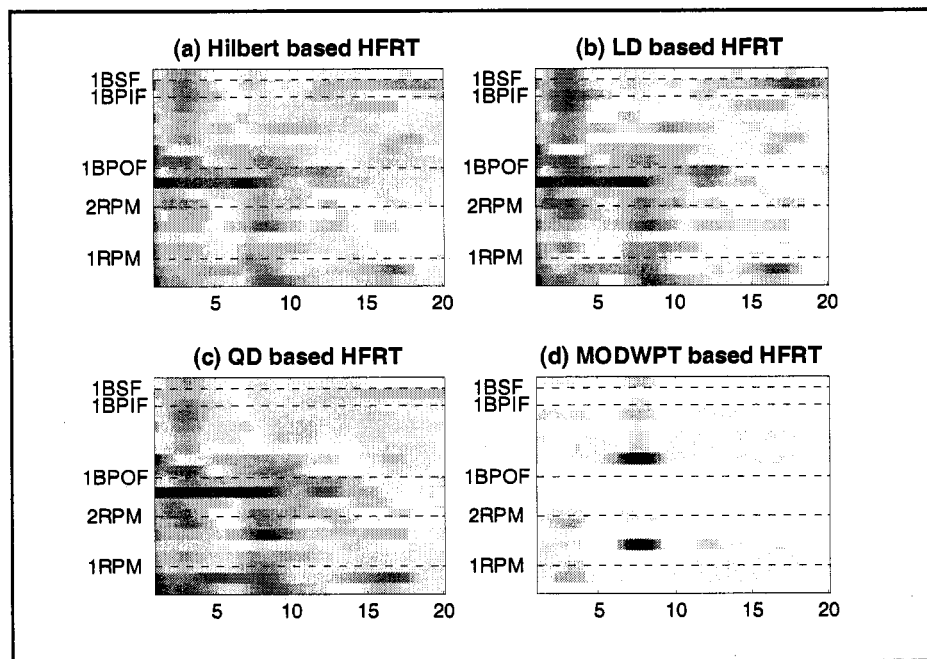 (a) Hilbert based HFRT
1BSF
1BPIF
1BPOF
2RPM
1RPM
5 10 15 20
(b) LD based HFRT
1BSF
1BPIF
1BPOF
2RPM
1RPM
5 10 15 20
(c) QD based HFRT
1BSF
1BPIF
1BPOF
2RPM
1RPM
5 10 15 20
(d) MODWPT based HFRT
1BSF
1BPIF
1BPOF
2RPM
1RPM
5 10 15 20